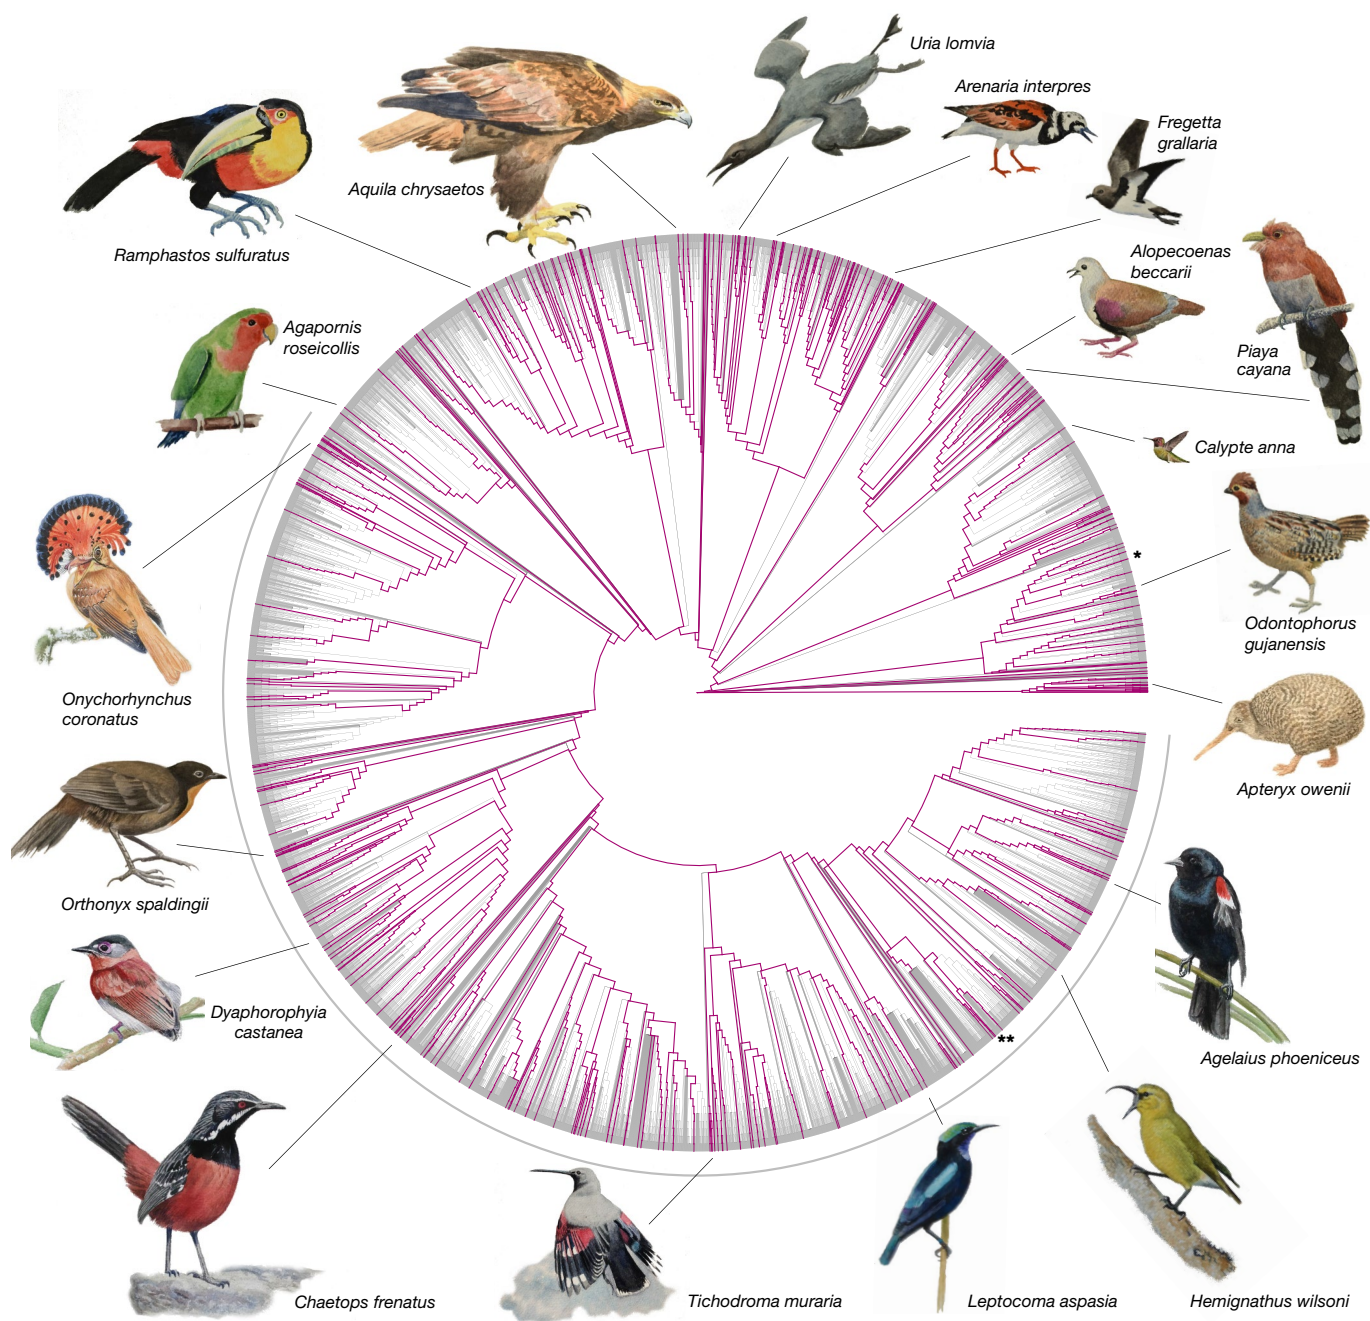 Uria lomvia
Arenaria interpres
Fregetta
grallaria
Aquila chrysaetos
Ramphastos sulfuratus
Alopecoenas
beccarii
Agapornis
roseicollis
Piaya
cayana
Calypte anna
*
Odontophorus
gujanensis
Onychorhynchus
coronatus
Apteryx owenii
Orthonyx spaldingii
Dyaphorophyia
castanea
**
Agelaius phoeniceus
Chaetops frenatus
Tichodroma muraria
Leptocoma aspasia
Hemignathus wilsoni